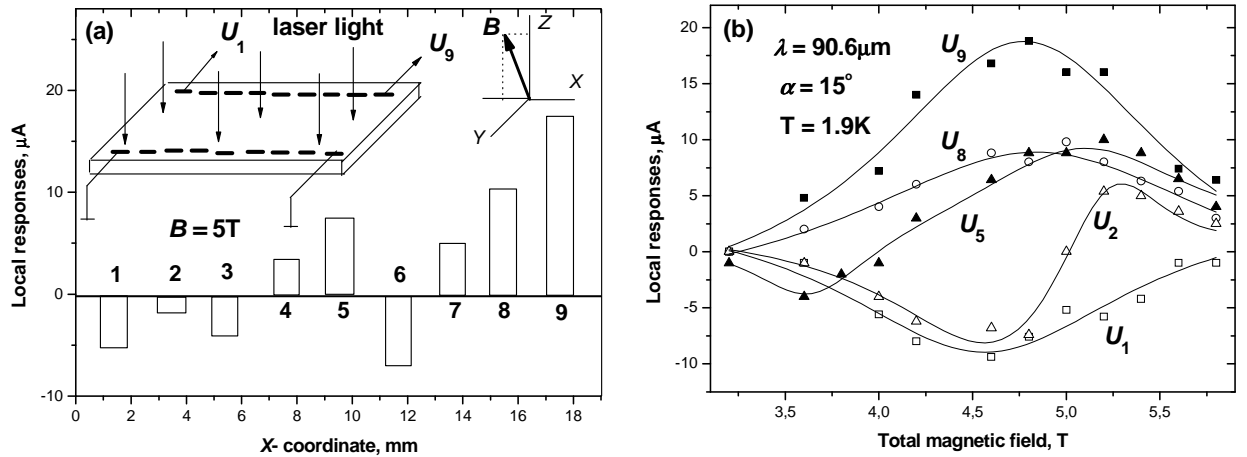 (a)
laser light
U1
U9
B
Z
X
Y
B = 5T
1
2
3
4
5
6
7
8
9
20
10
0
-10
Local responses, µA
0 2 4 6 8 10 12 14 16 18
X- coordinate, mm
(b)
λ = 90.6µm
α = 15°
T = 1.9K
U9
U8
U5
U2
U1
20
15
10
5
0
-5
-10
Local responses, µA
3,5 4,0 4,5 5,0 5,5
Total magnetic field, T